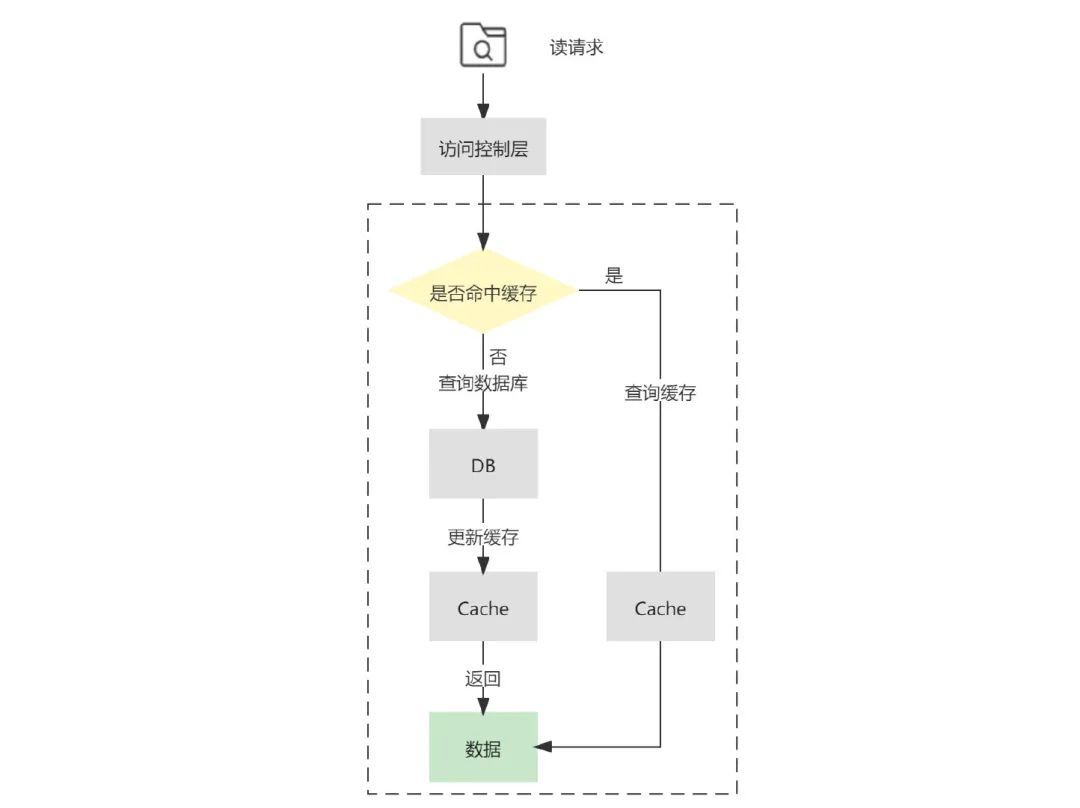 读请求
访问控制层
是否命中缓存
是
否
查询数据库
查询缓存
DB
更新缓存
Cache
Cache
返回
数据